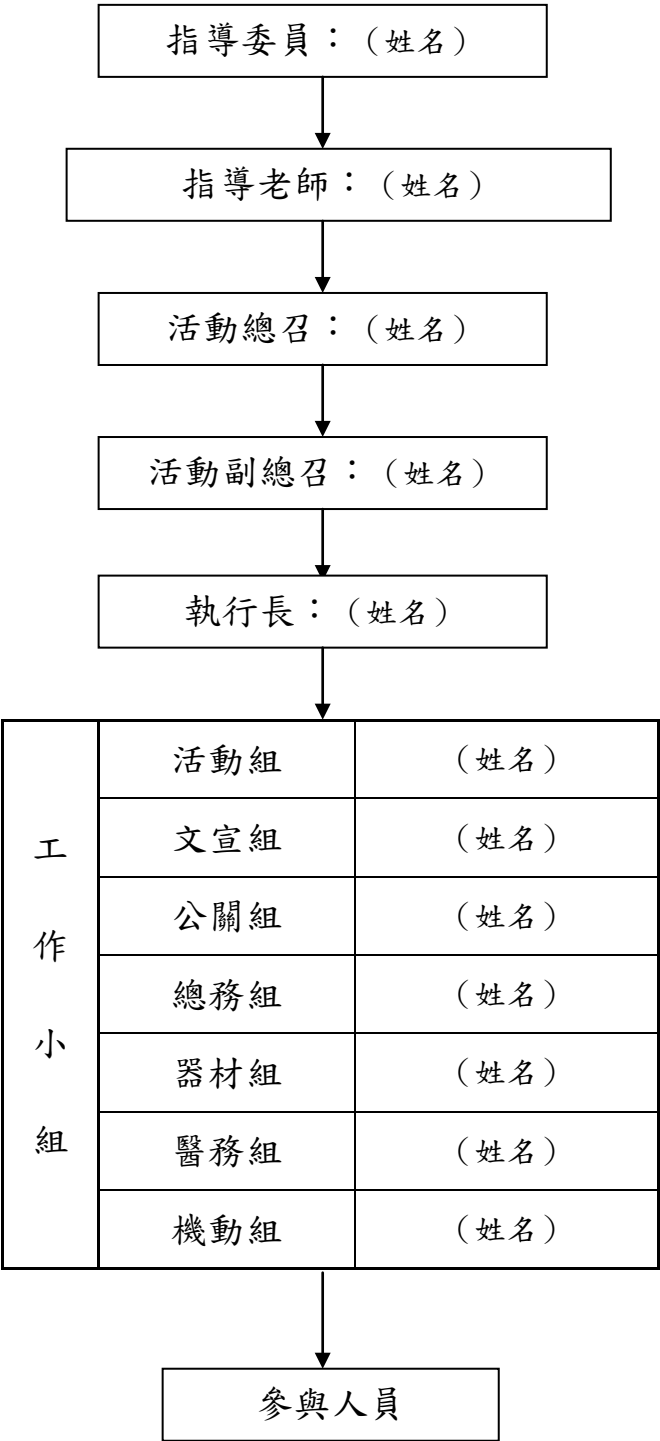 指導委員：（姓名）
指導老師：（姓名）
活動總召：（姓名）
活動副總召：（姓名）
執行長：（姓名）
工作小組
活動組 （姓名）
文宣組 （姓名）
公關組 （姓名）
總務組 （姓名）
器材組 （姓名）
醫務組 （姓名）
機動組 （姓名）
參與人員